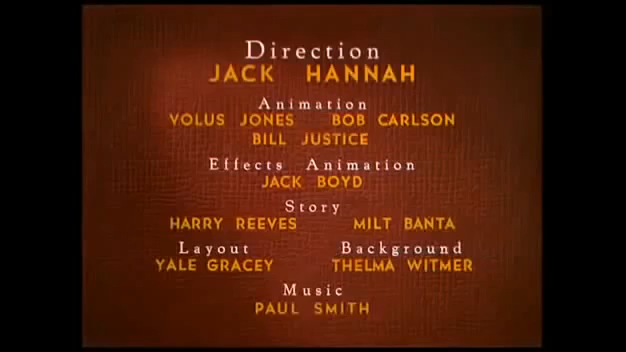 Direction
JACK HANNAH
Animation
VOLUS JONES BOB CARLSON
BILL JUSTICE
Effects Animation
JACK BOYD
Story
HARRY REEVES MILT BANTA
Layout Background
YALE GRACEY THELMA WITMER
Music
PAUL SMITH